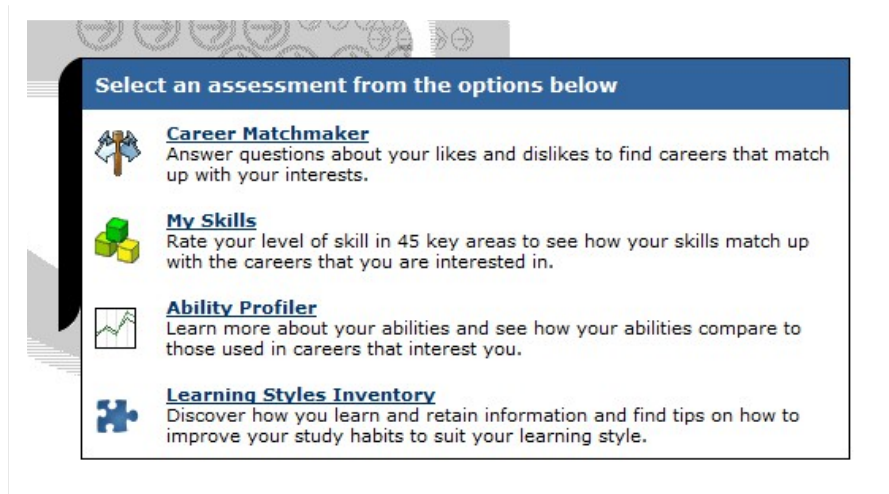 Select an assessment from the options below
Career Matchmaker
Answer questions about your likes and dislikes to find careers that match
up with your interests.
My Skills
Rate your level of skill in 45 key areas to see how your skills match up
with the careers that you are interested in.
Ability Profiler
Learn more about your abilities and see how your abilities compare to
those used in careers that interest you.
Learning Styles Inventory
Discover how you learn and retain information and find tips on how to
improve your study habits to suit your learning style.